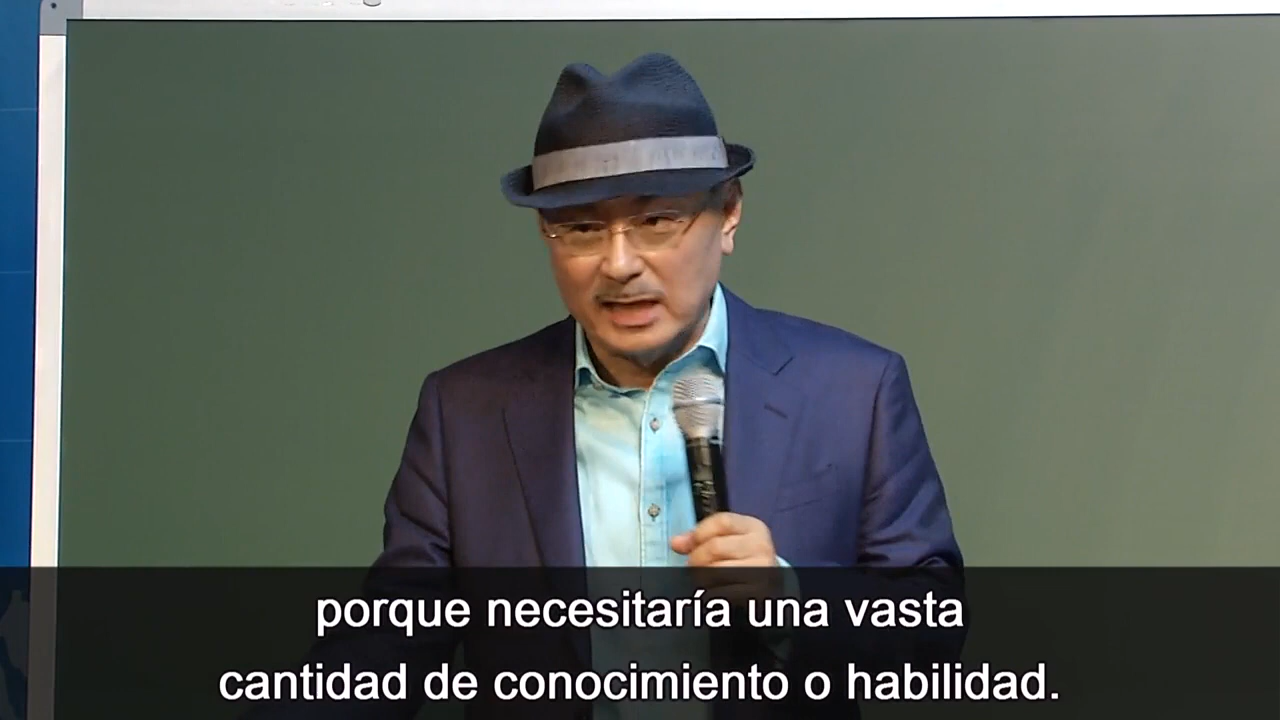 porque necesitaría una vasta
cantidad de conocimiento o habilidad.